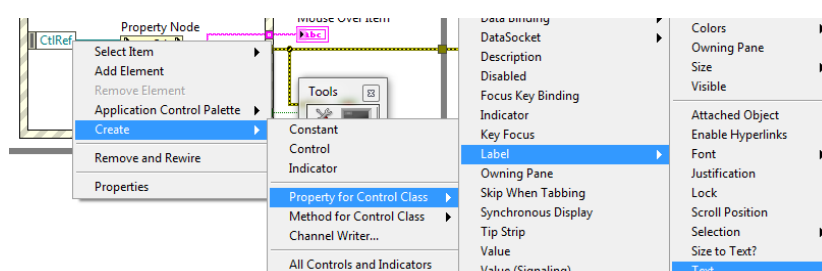 Property Node
Mouse Over Item
CtlRef
abc
Select Item
Add Element
Remove Element
Application Control Palette
Create
Remove and Rewire
Properties
Tools
Constant
Control
Indicator
Property for Control Class
Method for Control Class
Channel Writer...
All Controls and Indicators
Data Binding
DataSocket
Description
Disabled
Focus Key Binding
Indicator
Key Focus
Label
Owning Pane
Skip When Tabbing
Synchronous Display
Tip Strip
Value
Value (Signaling)
Colors
Owning Pane
Size
Visible
Attached Object
Enable Hyperlinks
Font
Justification
Lock
Scroll Position
Selection
Size to Text?
Text